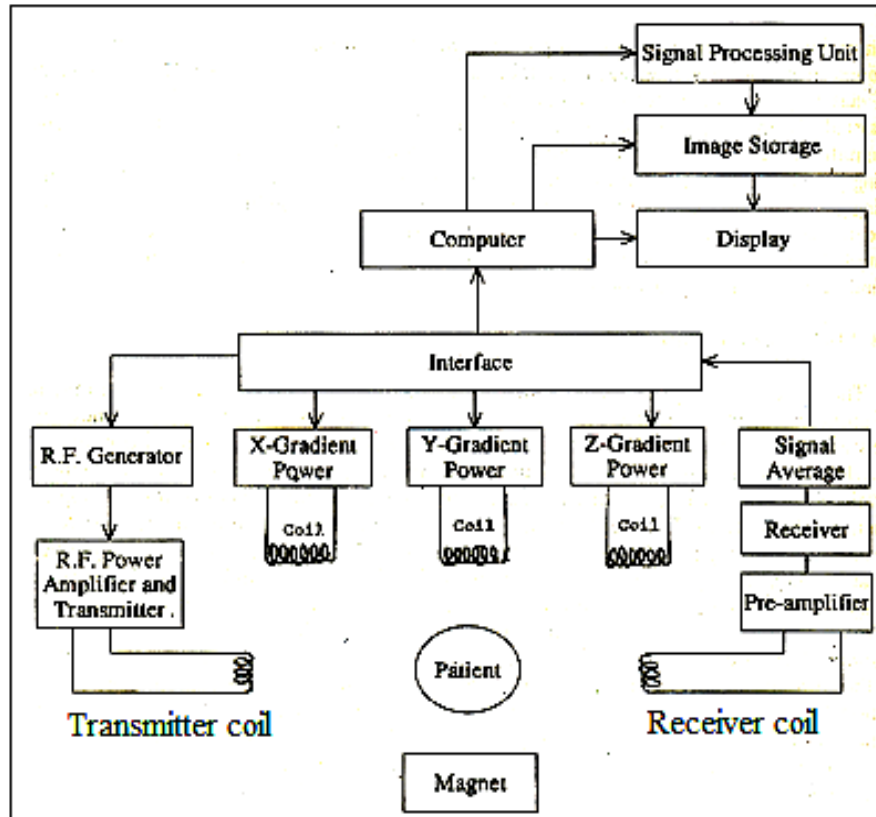 Signal Processing Unit
Image Storage
Computer
Display
Interface
R.F. Generator
X-Gradient
Power
Y-Gradient
Power
Z-Gradient
Power
Signal
Average
Coil
Coil
Coil
Receiver
R.F. Power
Amplifier and
Transmitter.
Pre-amplifier
Patient
Transmitter coil
Receiver coil
Magnet